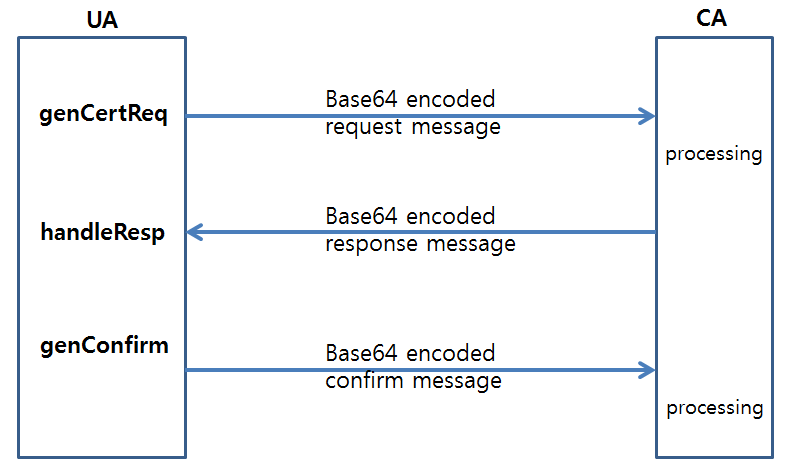 UA
CA
genCertReq
Base64 encoded
request message
processing
handleResp
Base64 encoded
response message
genConfirm
Base64 encoded
confirm message
processing